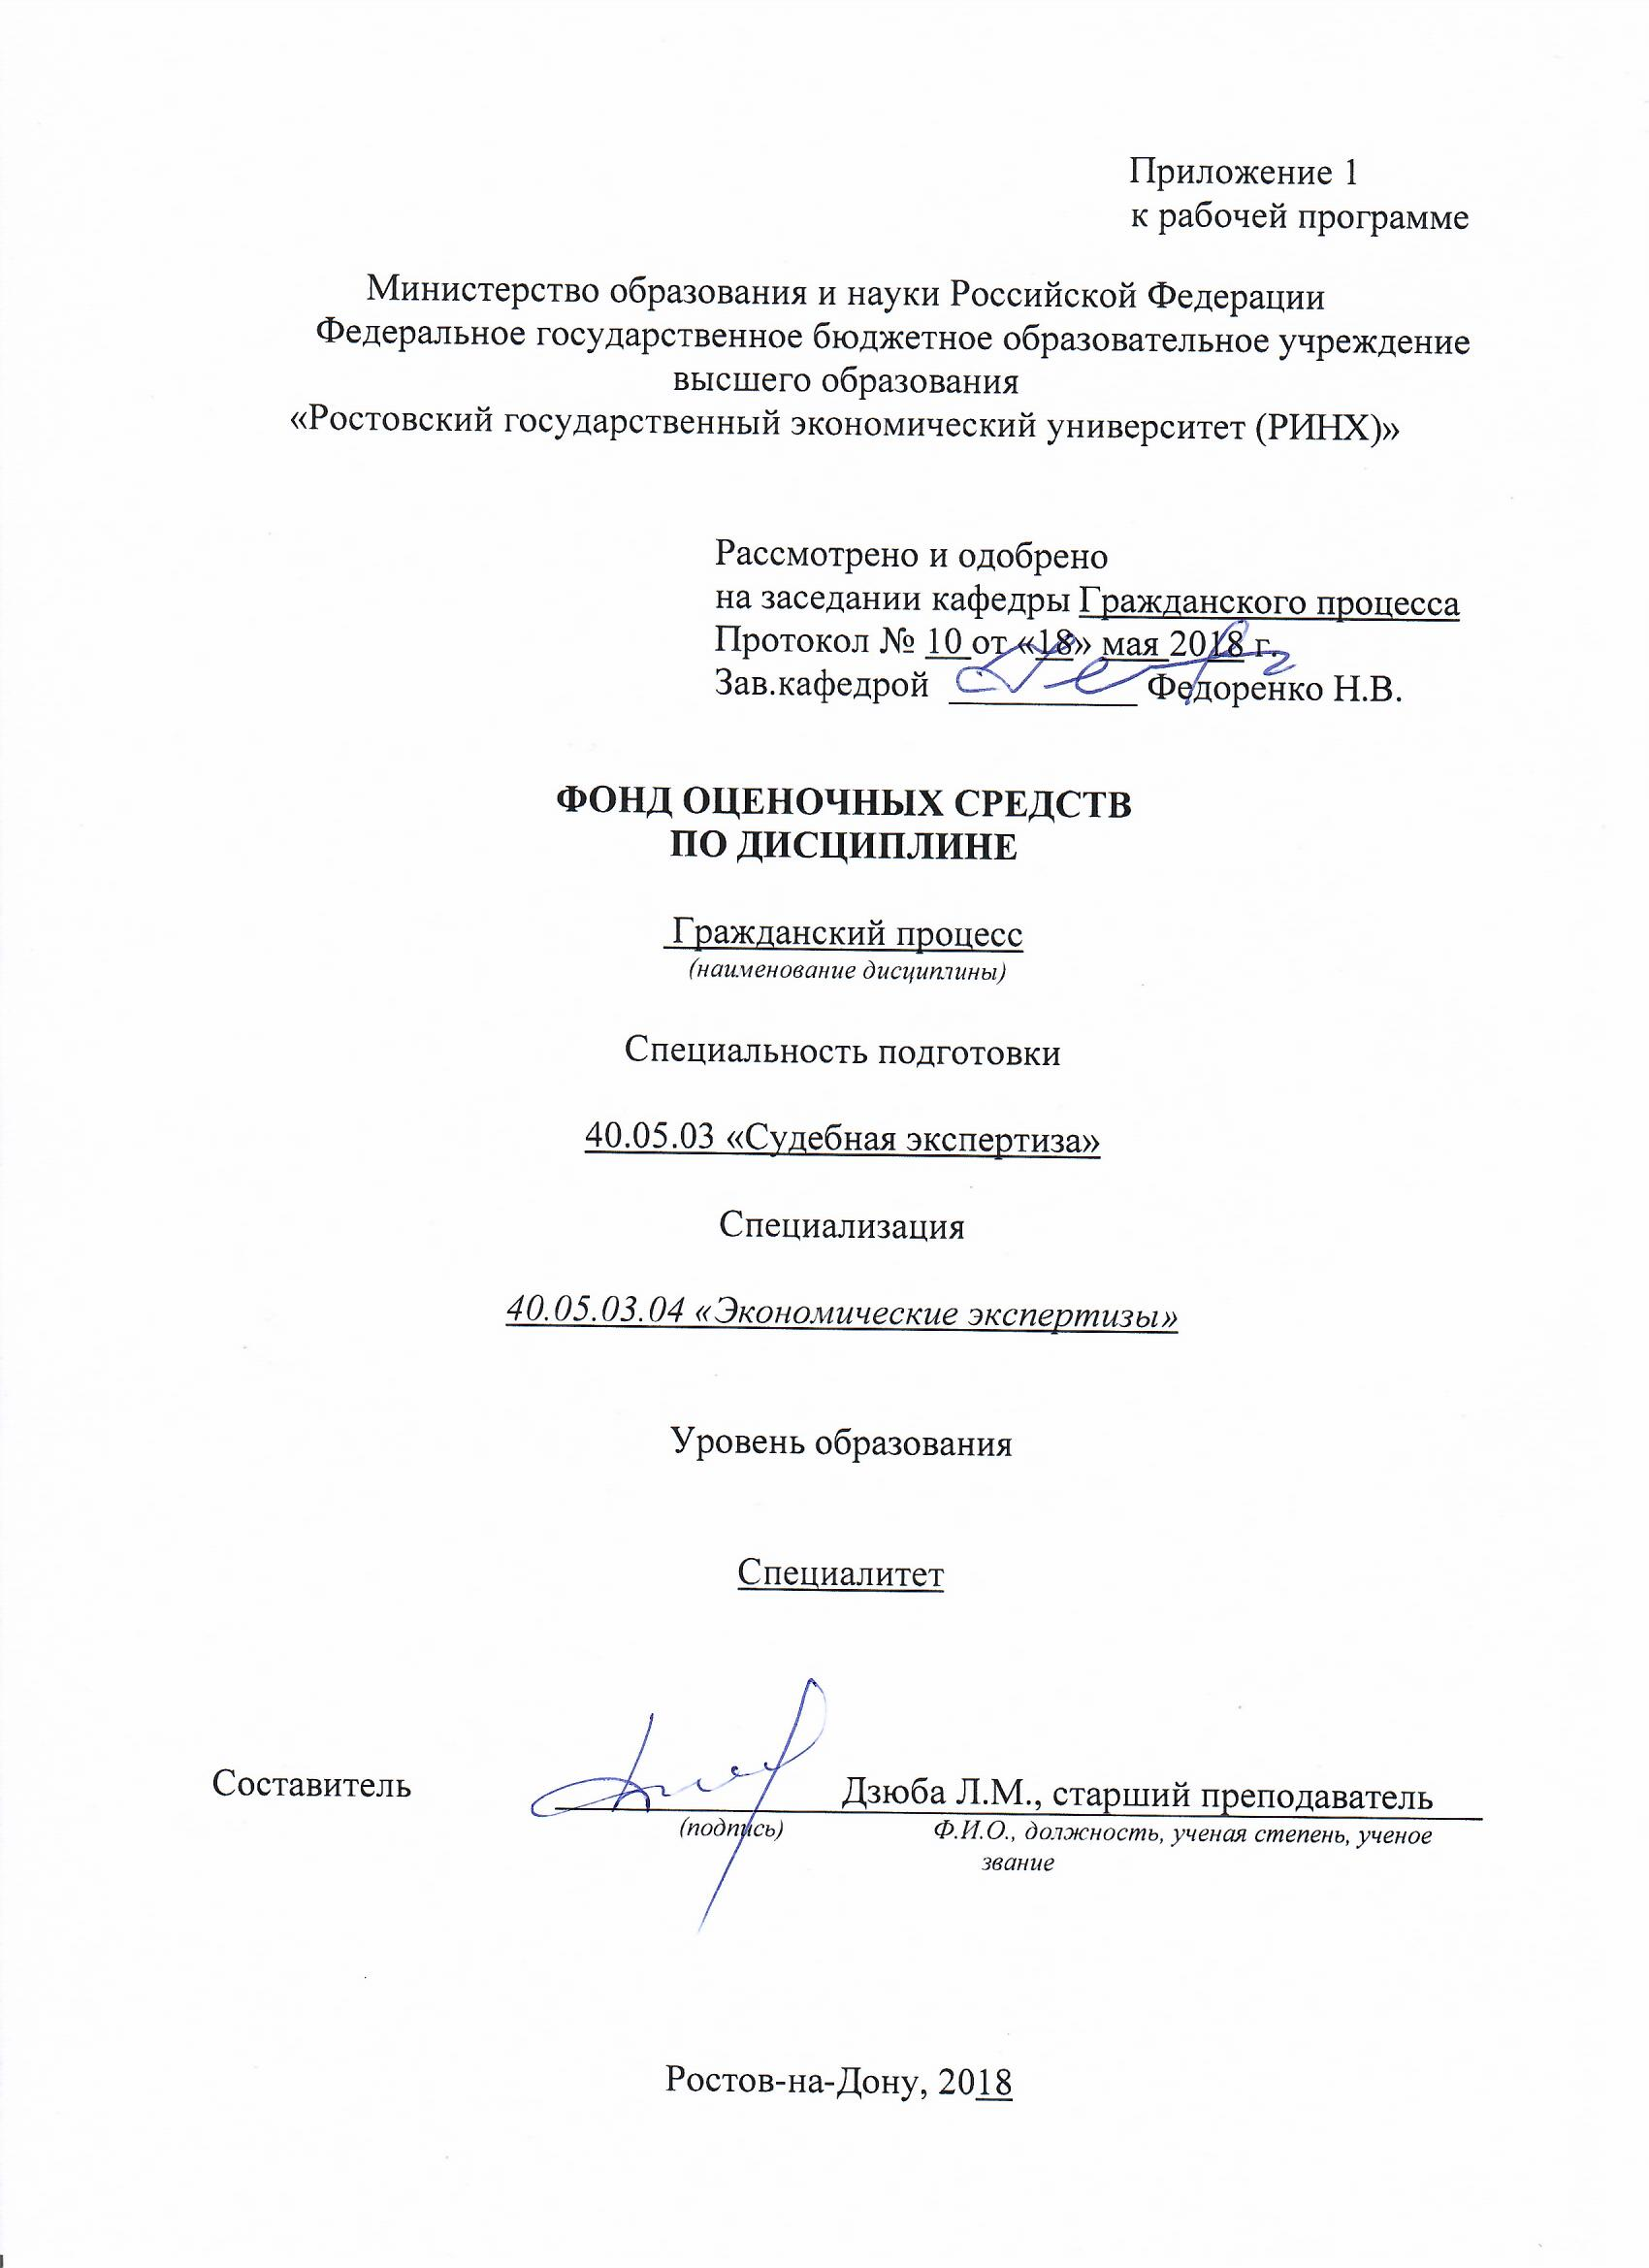 Приложение 1
к рабочей программе
Министерство образования и науки Российской Федерации
Федеральное государственное бюджетное образовательное учреждение
высшего образования
«Ростовский государственный экономический университет (РИНХ)»
Рассмотрено и одобрено
на заседании кафедры Гражданского процесса
Протокол № 10 от «18» мая 2018 г.
Зав.кафедрой __________ Федоренко Н.В.
ФОНД ОЦЕНОЧНЫХ СРЕДСТВ
ПО ДИСЦИПЛИНЕ
Гражданский процесс
(наименование дисциплины)
Специальность подготовки
40.05.03 «Судебная экспертиза»
Специализация
40.05.03.04 «Экономические экспертизы»
Уровень образования
Специалитет
Составитель Дзюба Л.М., старший преподаватель
(подпись) Ф.И.О., должность, ученая степень, ученое
звание
Ростов-на-Дону, 2018